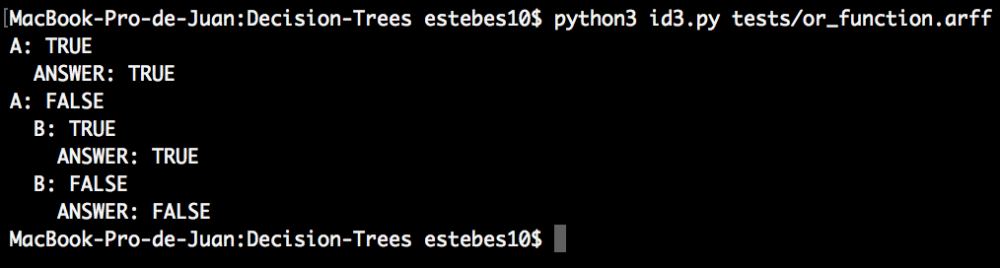 [MacBook-Pro-de-Juan:Decision-Trees estebes10$ python3 id3.py tests/or_function.arff
A: TRUE
  ANSWER: TRUE
A: FALSE
  B: TRUE
    ANSWER: TRUE
  B: FALSE
    ANSWER: FALSE
MacBook-Pro-de-Juan:Decision-Trees estebes10$